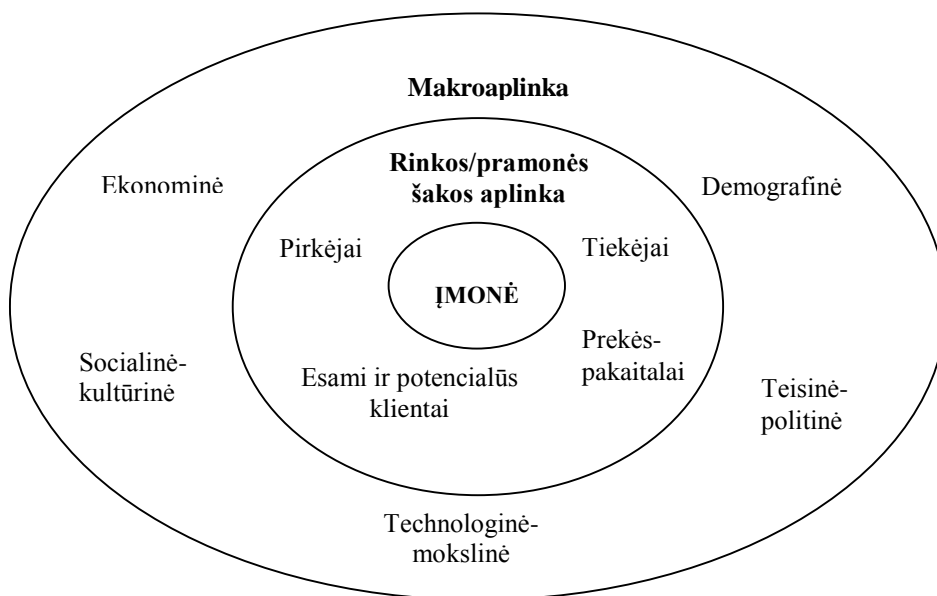 Makroaplinka
Rinkos/pramonės
šakos aplinka
Ekonominė
Demografinė
Pirkėjai
Tiekėjai
ĮMONĖ
Prekės-
pakaitalai
Socialinė-
kultūrinė
Esami ir potencialūs
klientai
Teisinė-
politinė
Technologinė-
mokslinė